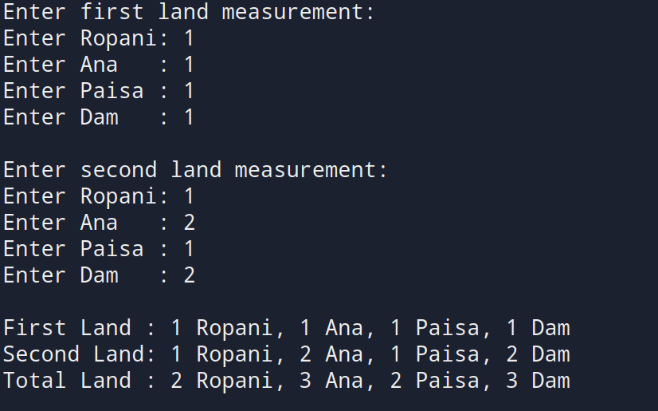 Enter first land measurement:
Enter Ropani: 1
Enter Ana   : 1
Enter Paisa : 1
Enter Dam   : 1

Enter second land measurement:
Enter Ropani: 1
Enter Ana   : 2
Enter Paisa : 1
Enter Dam   : 2

First Land : 1 Ropani, 1 Ana, 1 Paisa, 1 Dam
Second Land: 1 Ropani, 2 Ana, 1 Paisa, 2 Dam
Total Land : 2 Ropani, 3 Ana, 2 Paisa, 3 Dam